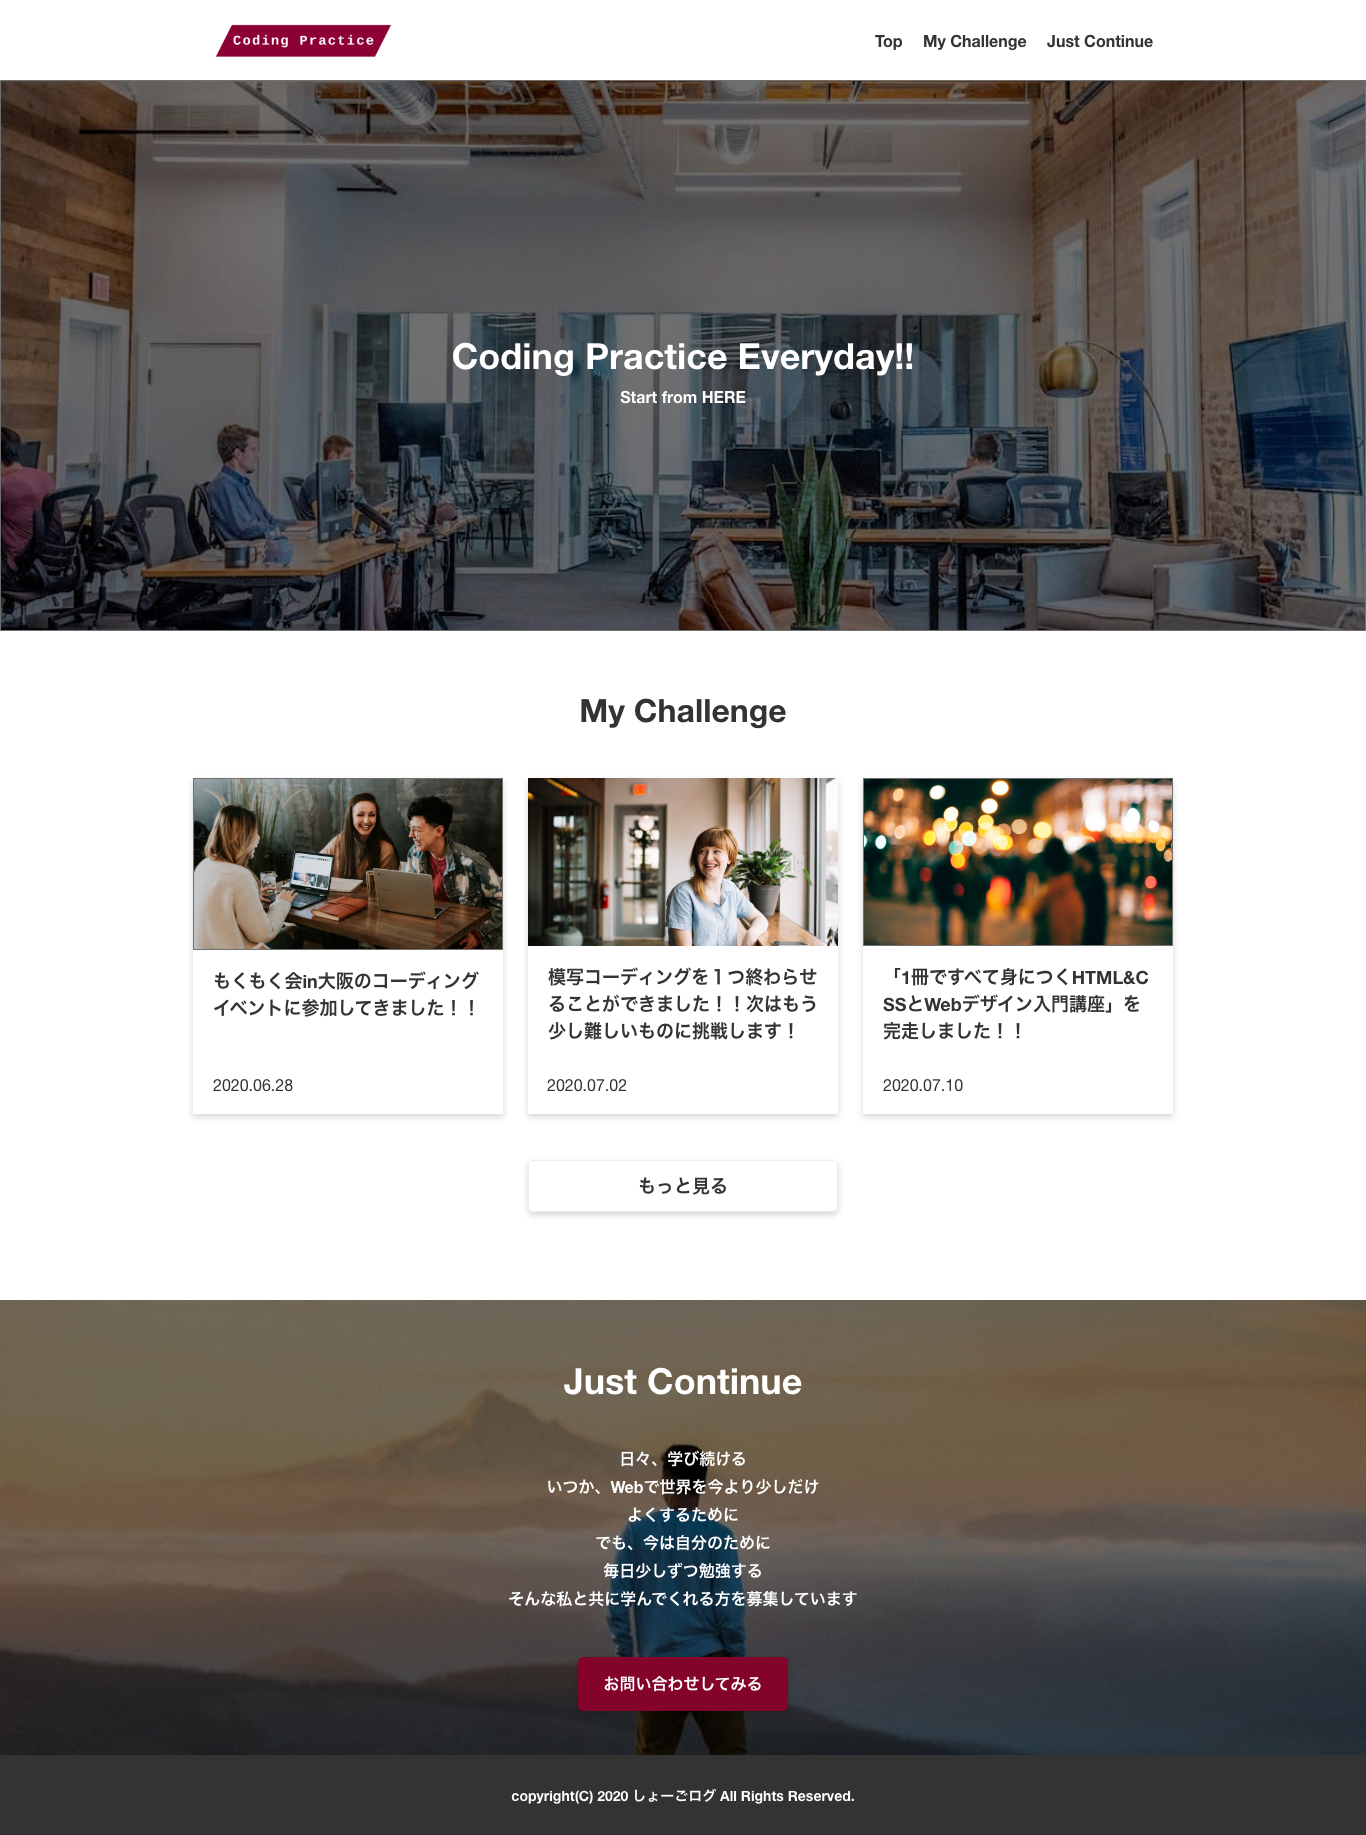 Coding Practice
Top My Challenge Just Continue
Coding Practice Everyday!!
Start from HERE
My Challenge
もくもく会in大阪のコーディング
イベントに参加してきました！！
2020.06.28
模写コーディングを１つ終わらせ
ることができました！！次はもう
少し難しいものに挑戦します！
2020.07.02
「1冊ですべて身につくHTML&C
SSとWebデザイン入門講座」を
完走しました！！
2020.07.10
もっと見る
Just Continue
日々、学び続ける
いつか、Webで世界を今より少しだけ
よくするために
でも、今は自分のために
毎日少しずつ勉強する
そんな私と共に学んでくれる方を募集しています
お問い合わせしてみる
copyright(C) 2020 しょーごログ All Rights Reserved.